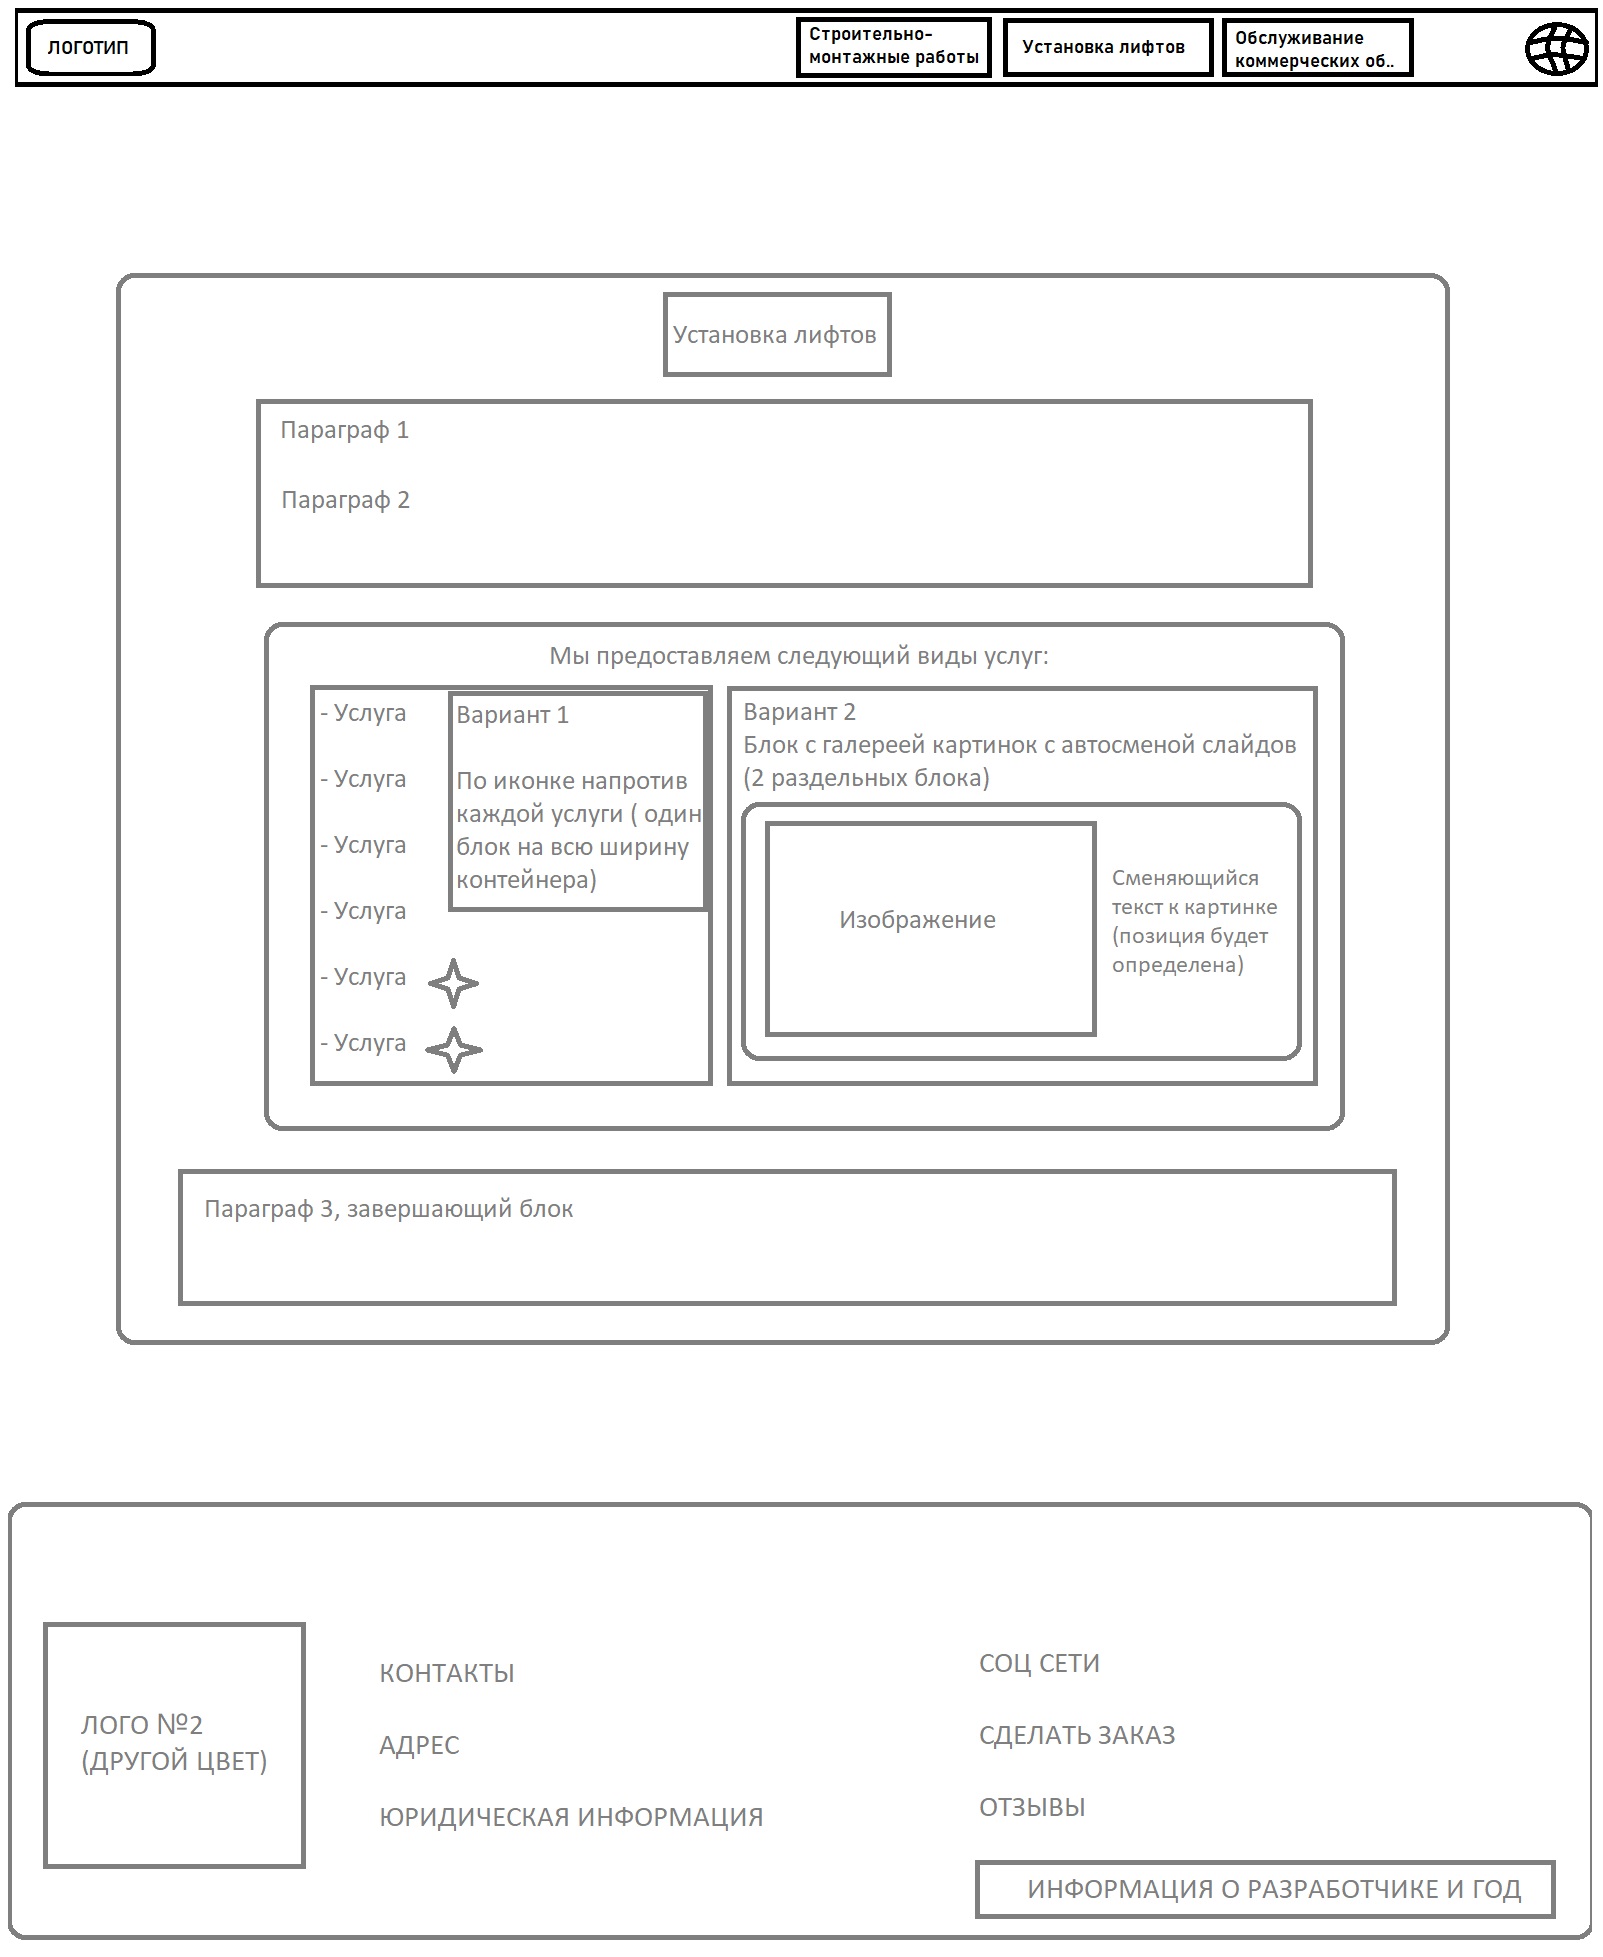 ЛОГОТИП
Строительно-
монтажные работы
Установка лифтов
Обслуживание
коммерческих об..
Установка лифтов
Параграф 1
Параграф 2
Мы предоставляем следующий виды услуг:
- Услуга
- Услуга
- Услуга
- Услуга
- Услуга
- Услуга
Вариант 1
По иконке напротив
каждой услуги ( один
блок на всю ширину
контейнера)
Вариант 2
Блок с галереей картинок с автосменой слайдов
(2 раздельных блока)
Изображение
Сменяющийся
текст к картинке
(позиция будет
определена)
Параграф 3, завершающий блок
ЛОГО №2
(ДРУГОЙ ЦВЕТ)
КОНТАКТЫ
АДРЕС
ЮРИДИЧЕСКАЯ ИНФОРМАЦИЯ
СОЦ СЕТИ
СДЕЛАТЬ ЗАКАЗ
ОТЗЫВЫ
ИНФОРМАЦИЯ О РАЗРАБОТЧИКЕ И ГОД